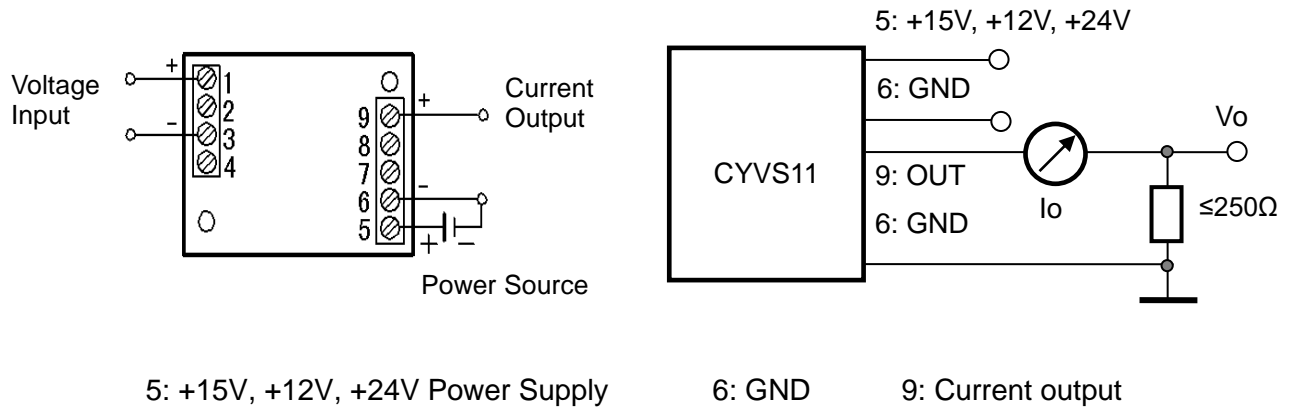 Voltage
Input
+
-
1
2
3
4
9
8
7
6
5
+
-
+
−
Current
Output
Power Source
5: +15V, +12V, +24V
6: GND
CYVS11
9: OUT
6: GND
Io
Vo
≤250Ω
5: +15V, +12V, +24V Power Supply 6: GND 9: Current output